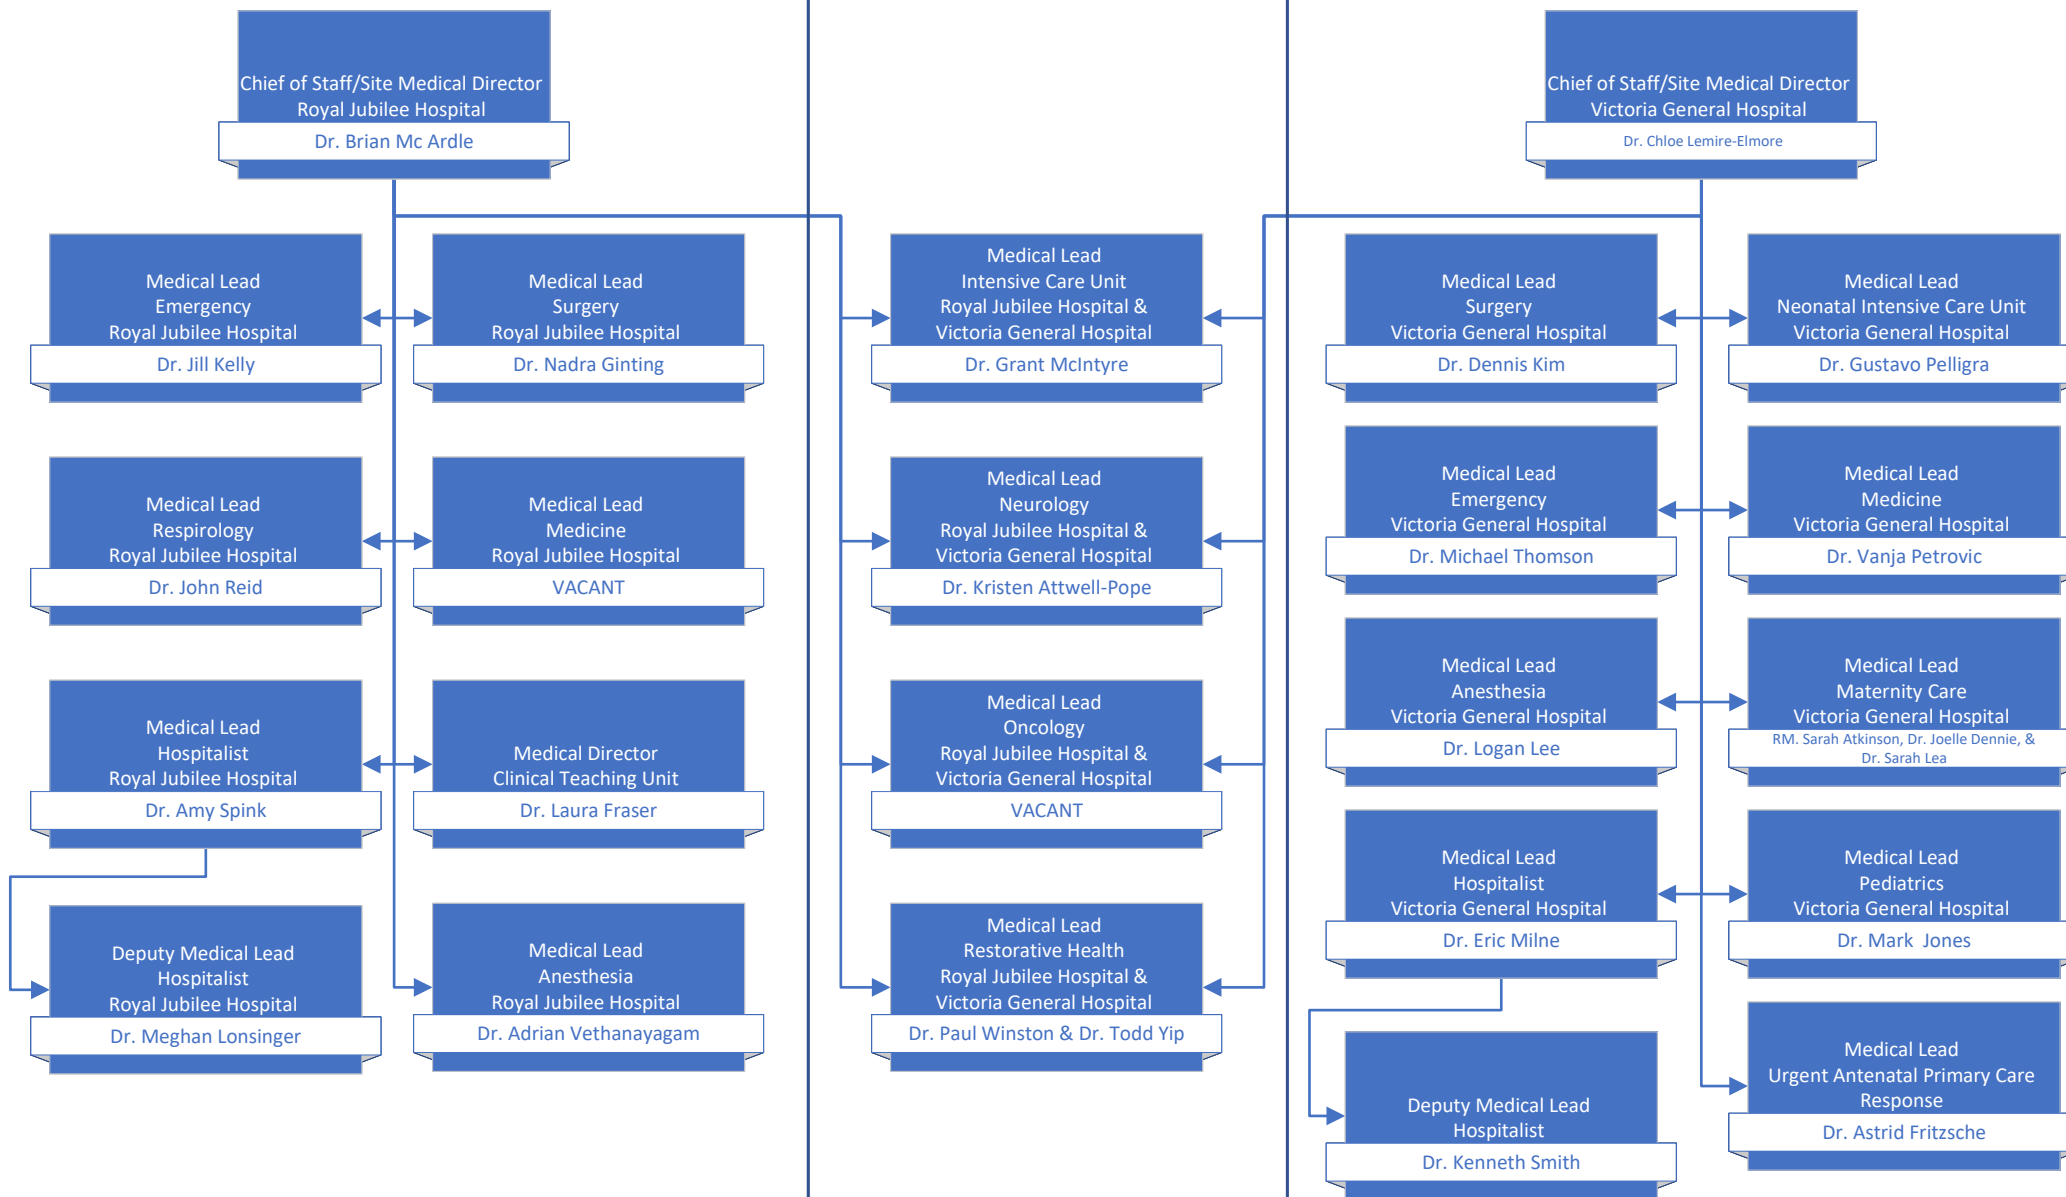 Chief of Staff/Site Medical Director
Royal Jubilee Hospital
Dr. Brian Mc Ardle
Chief of Staff/Site Medical Director
Victoria General Hospital
Dr. Chloe Lemire-Elmore
Medical Lead
Emergency
Royal Jubilee Hospital
Dr. Jill Kelly
Medical Lead
Surgery
Royal Jubilee Hospital
Dr. Nadra Ginting
Medical Lead
Intensive Care Unit
Royal Jubilee Hospital &
Victoria General Hospital
Dr. Grant McIntyre
Medical Lead
Surgery
Victoria General Hospital
Dr. Dennis Kim
Medical Lead
Neonatal Intensive Care Unit
Victoria General Hospital
Dr. Gustavo Pelligra
Medical Lead
Respirology
Royal Jubilee Hospital
Dr. John Reid
Medical Lead
Medicine
Royal Jubilee Hospital
VACANT
Medical Lead
Neurology
Royal Jubilee Hospital &
Victoria General Hospital
Dr. Kristen Attwell-Pope
Medical Lead
Emergency
Victoria General Hospital
Dr. Michael Thomson
Medical Lead
Medicine
Victoria General Hospital
Dr. Vanja Petrovic
Medical Lead
Hospitalist
Royal Jubilee Hospital
Dr. Amy Spink
Medical Director
Clinical Teaching Unit
Dr. Laura Fraser
Medical Lead
Oncology
Royal Jubilee Hospital &
Victoria General Hospital
VACANT
Medical Lead
Anesthesia
Victoria General Hospital
Dr. Logan Lee
Medical Lead
Maternity Care
Victoria General Hospital
RM. Sarah Atkinson, Dr. Joelle Dennie, &
Dr. Sarah Lea
Medical Lead
Hospitalist
Victoria General Hospital
Dr. Eric Milne
Medical Lead
Pediatrics
Victoria General Hospital
Dr. Mark  Jones
Deputy Medical Lead
Hospitalist
Royal Jubilee Hospital
Dr. Meghan Lonsinger
Medical Lead
Anesthesia
Royal Jubilee Hospital
Dr. Adrian Vethanayagam
Medical Lead
Restorative Health
Royal Jubilee Hospital &
Victoria General Hospital
Dr. Paul Winston & Dr. Todd Yip
Deputy Medical Lead
Hospitalist
Dr. Kenneth Smith
Medical Lead
Urgent Antenatal Primary Care
Response
Dr. Astrid Fritzsche